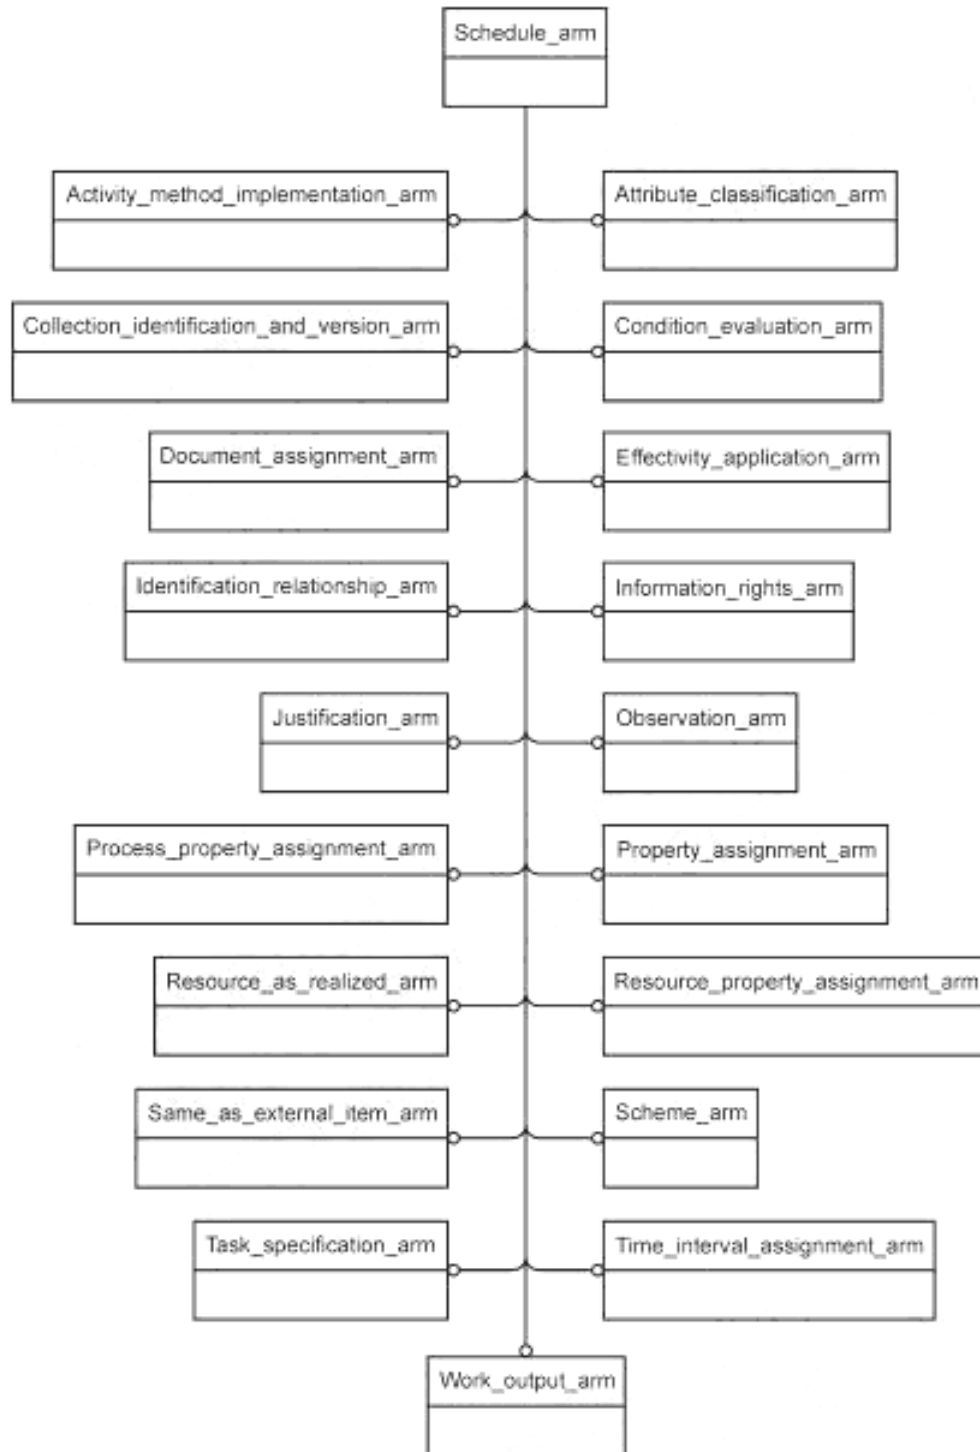 Schedule_arm
Activity_method_implementation_arm
Attribute_classification_arm
Collection_identification_and_version_arm
Condition_evaluation_arm
Document_assignment_arm
Effectivity_application_arm
Identification_relationship_arm
Information_rights_arm
Justification_arm
Observation_arm
Process_property_assignment_arm
Property_assignment_arm
Resource_as_realized_arm
Resource_property_assignment_arm
Same_as_external_item_arm
Scheme_arm
Task_specification_arm
Time_interval_assignment_arm
Work_output_arm